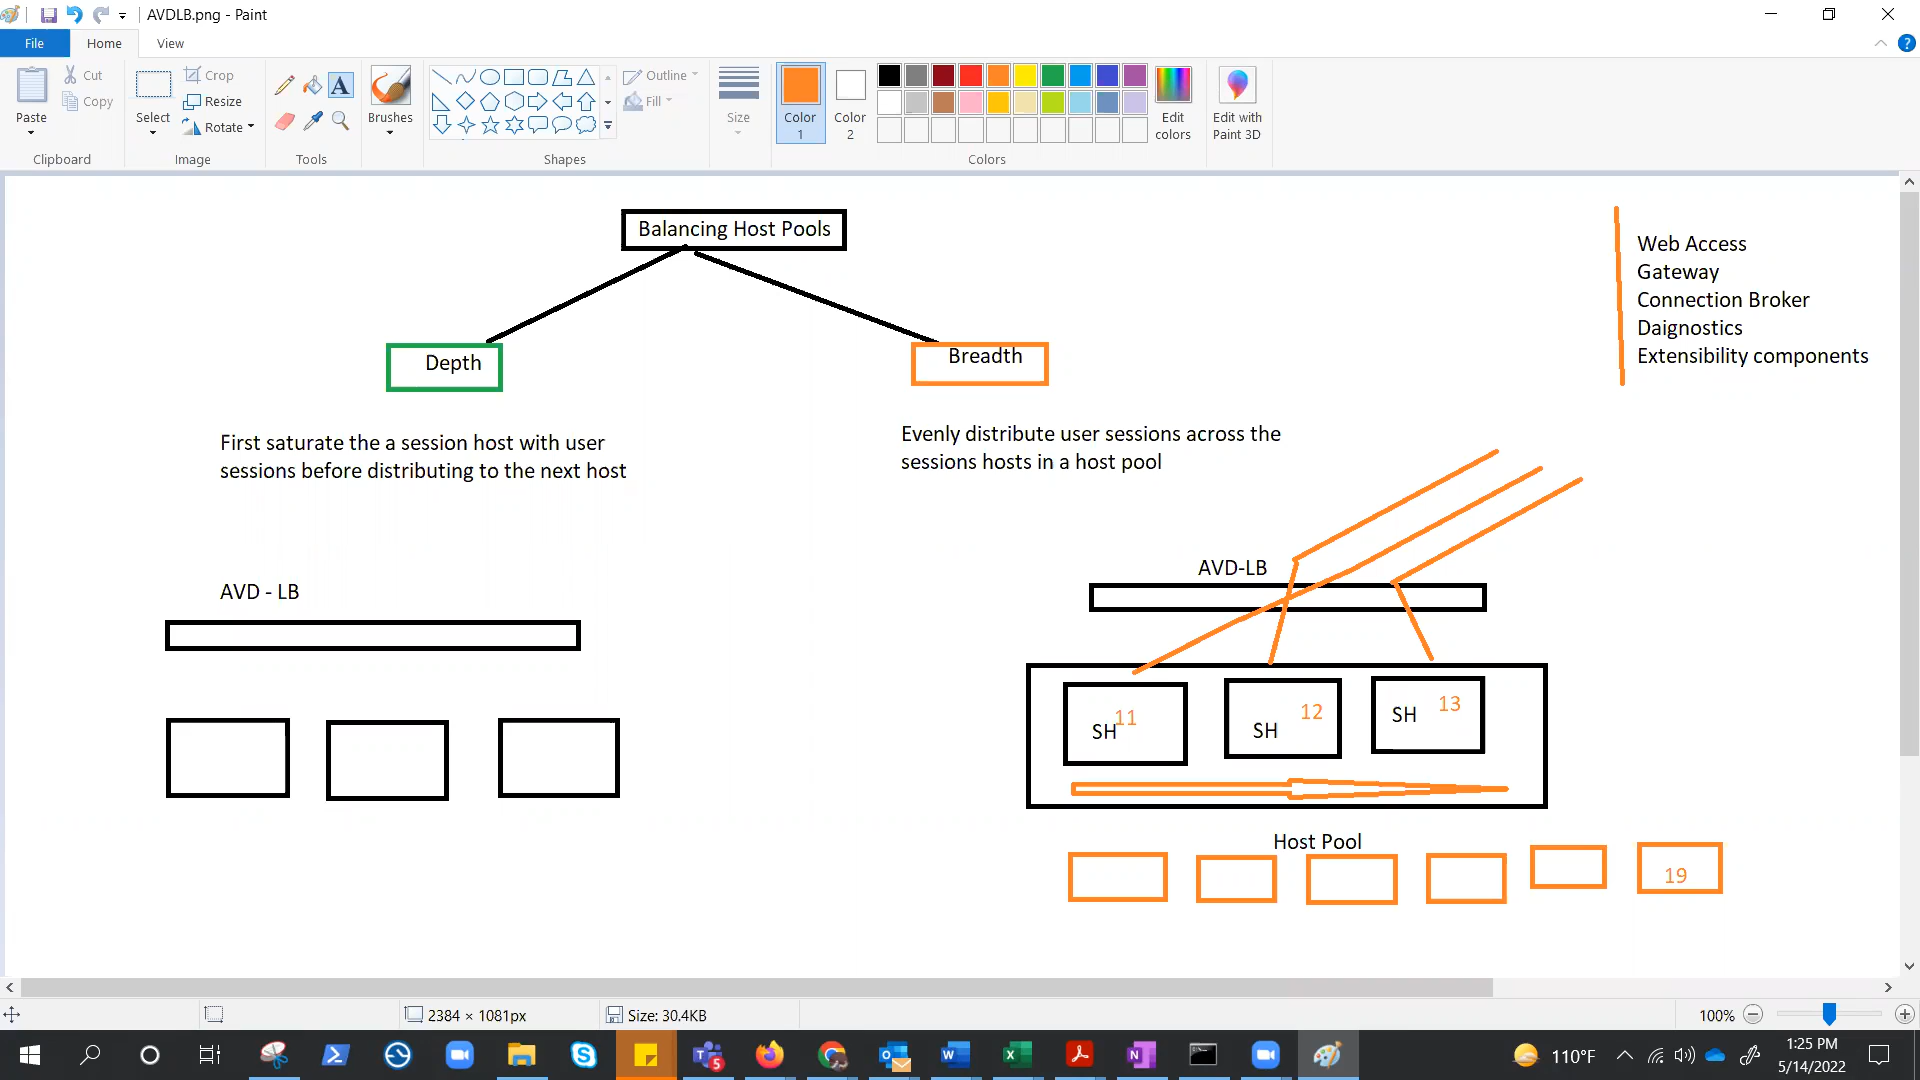 AVDLB.png - Paint
File
Home
View
Paste
Cut
Copy
Clipboard
Select
Crop
Resize
Rotate
Image
A
Tools
Brushes
Outline
Fill
Shapes
Size
Color
1
Color
2
Edit
colors
Colors
Edit with
Paint 3D
?
Balancing Host Pools
Web Access
Gateway
Connection Broker
Daignostics
Extensibility components
Depth
Breadth
First saturate the a session host with user
sessions before distributing to the next host
Evenly distribute user sessions across the
sessions hosts in a host pool
AVD - LB
AVD-LB
SH 11
SH 12
SH 13
Host Pool
19
2384 × 1081px
Size: 30.4KB
100%
5
110°F
1:25 PM
5/14/2022